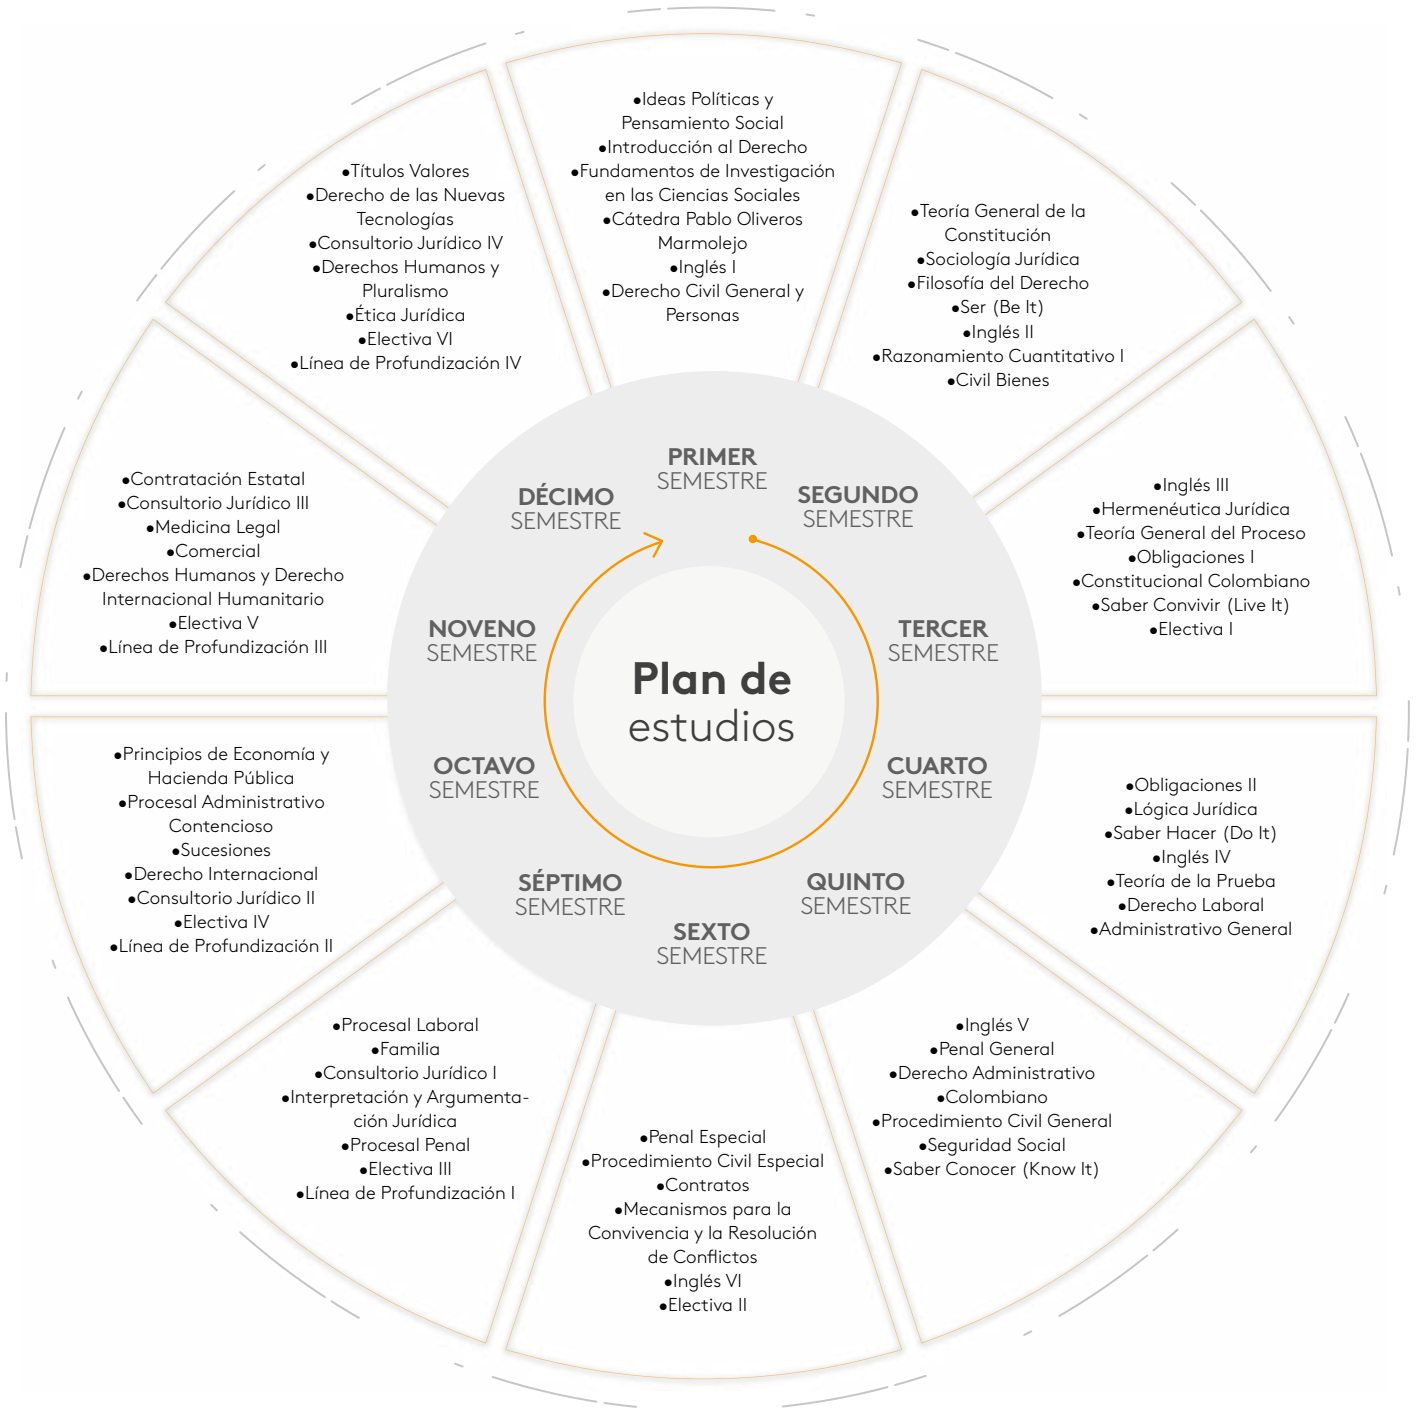 ●Ideas Políticas y
Pensamiento Social
●Introducción al Derecho
●Fundamentos de Investigación
en las Ciencias Sociales
●Cátedra Pablo Oliveros
Marmolejo
●Inglés I
●Derecho Civil General y
Personas
●Teoría General de la
Constitución
●Sociología Jurídica
●Filosofía del Derecho
●Ser (Be It)
●Inglés II
●Razonamiento Cuantitativo I
●Civil Bienes
●Inglés III
●Hermenéutica Jurídica
●Teoría General del Proceso
●Obligaciones I
●Constitucional Colombiano
●Saber Convivir (Live It)
●Electiva I
●Obligaciones II
●Lógica Jurídica
●Saber Hacer (Do It)
●Inglés IV
●Teoría de la Prueba
●Derecho Laboral
●Administrativo General
●Inglés V
●Penal General
●Derecho Administrativo
●Colombiano
●Procedimiento Civil General
●Seguridad Social
●Saber Conocer (Know It)
●Penal Especial
●Procedimiento Civil Especial
●Contratos
●Mecanismos para la
Convivencia y la Resolución
de Conflictos
●Inglés VI
●Electiva II
●Procesal Laboral
●Familia
●Consultorio Jurídico I
●Interpretación y Argumenta-
ción Jurídica
●Procesal Penal
●Electiva III
●Línea de Profundización I
●Principios de Economía y
Hacienda Pública
●Procesal Administrativo
Contencioso
●Sucesiones
●Derecho Internacional
●Consultorio Jurídico II
●Electiva IV
●Línea de Profundización II
●Contratación Estatal
●Consultorio Jurídico III
●Medicina Legal
●Comercial
●Derechos Humanos y Derecho
Internacional Humanitario
●Electiva V
●Línea de Profundización III
●Títulos Valores
●Derecho de las Nuevas
Tecnologías
●Consultorio Jurídico IV
●Derechos Humanos y
Pluralismo
●Ética Jurídica
●Electiva VI
●Línea de Profundización IV
PRIMER
SEMESTRE
SEGUNDO
SEMESTRE
TERCER
SEMESTRE
CUARTO
SEMESTRE
QUINTO
SEMESTRE
SEXTO
SEMESTRE
SÉPTIMO
SEMESTRE
OCTAVO
SEMESTRE
NOVENO
SEMESTRE
DÉCIMO
SEMESTRE
Plan de
estudios